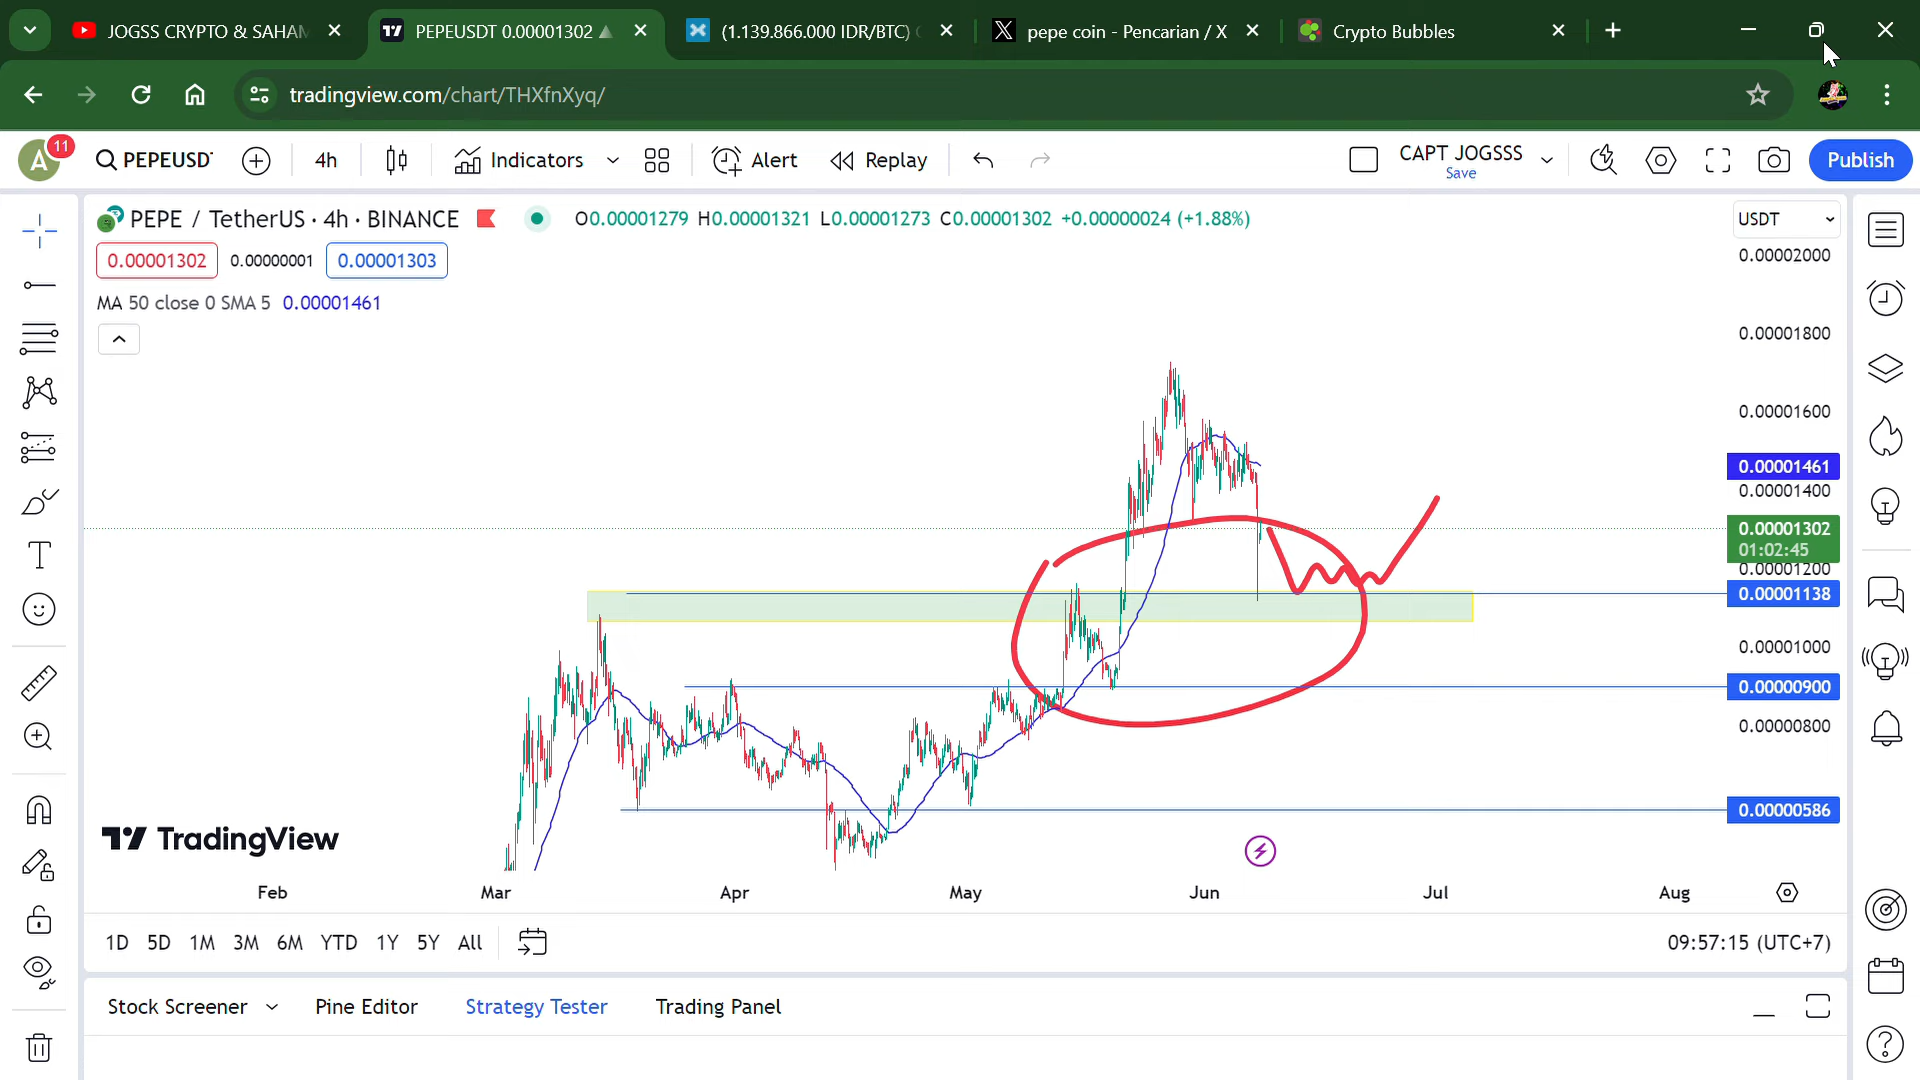 JOGSS CRYPTO & SAHAM
PEPEUSDT 0.00001302 ▲
(1.139.866.000 IDR/BTC)
pepe coin - Pencarian / X
Crypto Bubbles
tradingview.com/chart/THXfnXyq/
A
11
PEPEUSDT
4h
Indicators
Alert
Replay
CAPT JOGSSS
Save
Publish
PEPE / TetherUS · 4h · BINANCE
O0.00001279 H0.00001321 L0.00001273 C0.00001302 +0.00000024 (+1.88%)
USDT
0.00001302
0.00000001
0.00001303
MA 50 close 0 SMA 5 0.00001461
0.00002000
0.00001800
0.00001600
0.00001461
0.00001400
0.00001302
01:02:45
0.00001200
0.00001138
0.00001000
0.00000900
0.00000800
0.00000586
TradingView
Feb
Mar
Apr
May
Jun
Jul
Aug
1D 5D 1M 3M 6M YTD 1Y 5Y All
09:57:15 (UTC+7)
Stock Screener
Pine Editor
Strategy Tester
Trading Panel